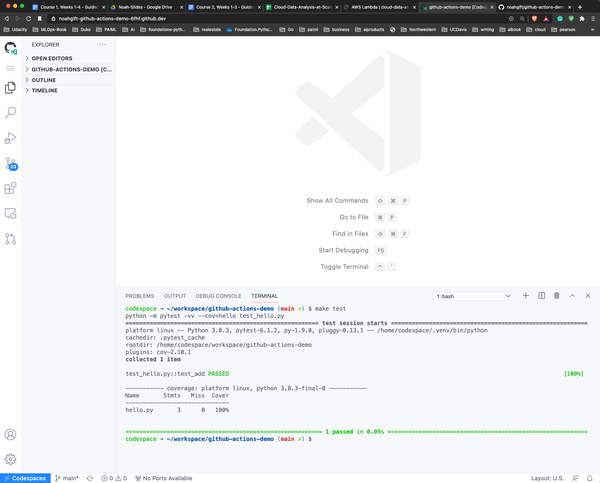 Course 1, Weeks 1-4 - Guided
Noah-Slides - Google Drive
Course 2, Weeks 1-3 - Guided
Cloud-Data-Analysis-at-Scale
AWS Lambda | cloud-data-an
github-actions-demo [Codes
noahgift/github-actions-demo
noahgift-github-actions-demo-6fhf.github.dev
Udacity
MLOps-Book
Duke
PAIML
AI
foundations-pyth...
realestate
Foundation.Pytho...
Cloud
paiml
business
aiproducts
Northwestern
UCDavis
writing
aibook
cloud
pearson
EXPLORER
OPEN EDITORS
GITHUB-ACTIONS-DEMO [C...
OUTLINE
TIMELINE
23
Show All Commands ⇧ ⌘ P
Go to File ⌘ P
Find in Files ⇧ ⌘ F
Start Debugging F5
Toggle Terminal ^ `
PROBLEMS OUTPUT DEBUG CONSOLE TERMINAL 1: bash
codespace → ~/workspace/github-actions-demo (main ✗) $ make test
python -m pytest -vv --cov=hello test_hello.py
test session starts
platform linux -- Python 3.8.3, pytest-6.1.2, py-1.9.0, pluggy-0.13.1 -- /home/codespace/.venv/bin/python
cachedir: .pytest_cache
rootdir: /home/codespace/workspace/github-actions-demo
plugins: cov-2.10.1
collected 1 item
test_hello.py::test_add PASSED [100%]
----------- coverage: platform linux, python 3.8.3-final-0 -----------
Name Stmts Miss Cover
hello.py 3 0 100%
1 passed in 0.09s
codespace → ~/workspace/github-actions-demo (main ✗) $
Codespaces main* 0 0 No Ports Available Layout: U.S.